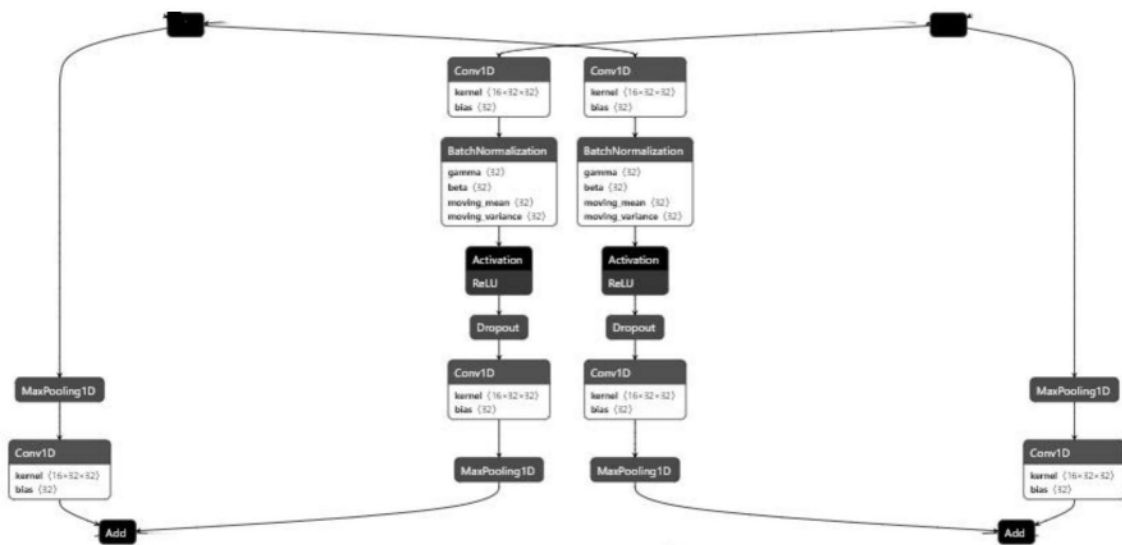 Conv1D
kernel ⟨16×32×32⟩
bias ⟨32⟩
Conv1D
kernel ⟨16×32×32⟩
bias ⟨32⟩
BatchNormalization
gamma ⟨32⟩
beta ⟨32⟩
moving_mean ⟨32⟩
moving_variance ⟨32⟩
BatchNormalization
gamma ⟨32⟩
beta ⟨32⟩
moving_mean ⟨32⟩
moving_variance ⟨32⟩
Activation
ReLU
Activation
ReLU
Dropout
Dropout
MaxPooling1D
Conv1D
kernel ⟨16×32×32⟩
bias ⟨32⟩
Conv1D
kernel ⟨16×32×32⟩
bias ⟨32⟩
MaxPooling1D
Conv1D
kernel ⟨16×32×32⟩
bias ⟨32⟩
MaxPooling1D
MaxPooling1D
Conv1D
kernel ⟨16×32×32⟩
bias ⟨32⟩
Add
Add